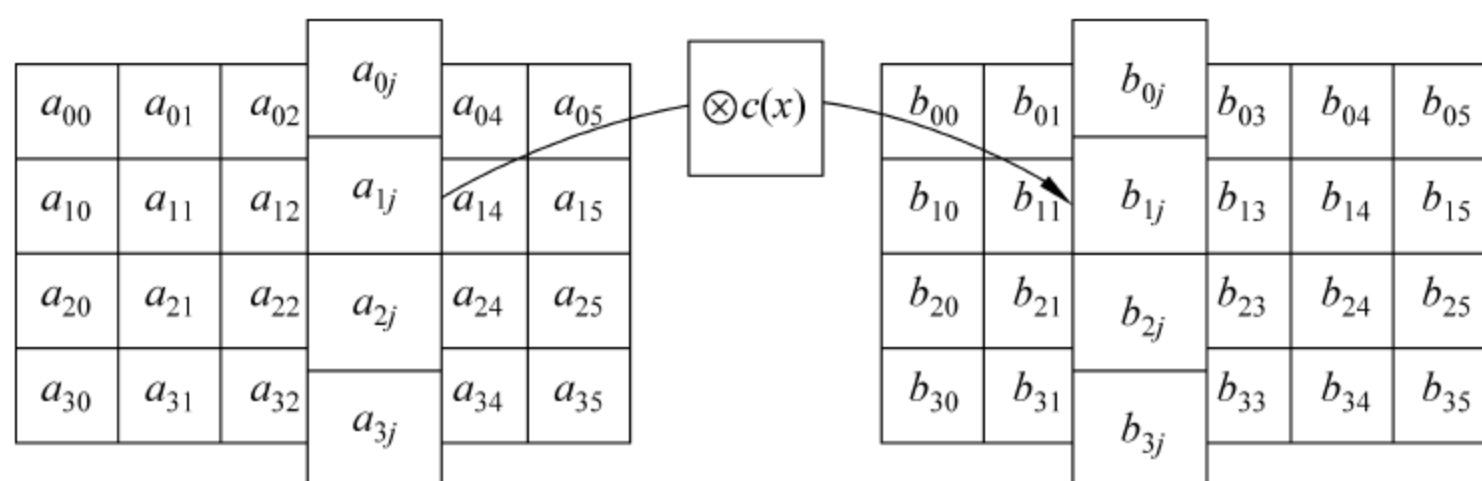 a0j b0j
a00 a01 a02 a04 a05 ⊗c(x) b00 b01 b03 b04 b05
a10 a11 a12 a1j a14 a15 b10 b11 b1j b13 b14 b15
a20 a21 a22 a2j a24 a25 b20 b21 b2j b23 b24 b25
a30 a31 a32 a3j a34 a35 b30 b31 b3j b33 b34 b35